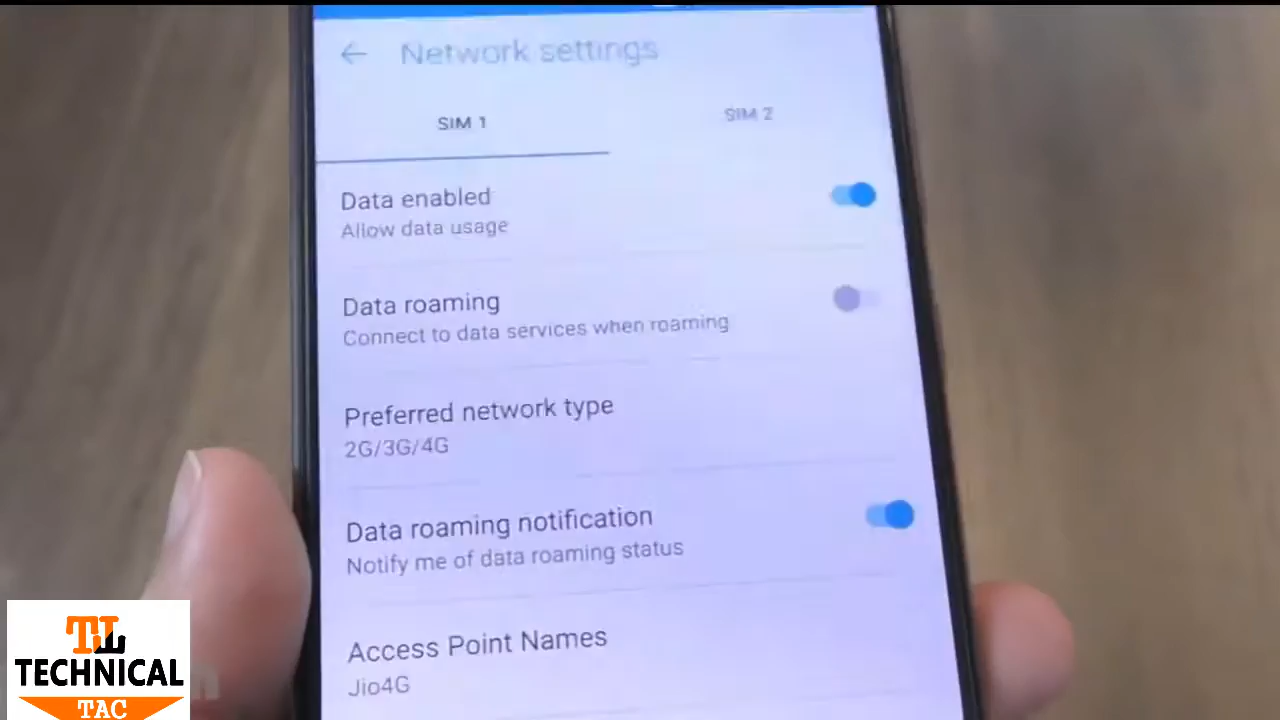 Network settings
SIM 1
SIM 2
Data enabled
Allow data usage
Data roaming
Connect to data services when roaming
Preferred network type
2G/3G/4G
Data roaming notification
Notify me of data roaming status
Access Point Names
Jio4G
TL
TECHNICAL
TAC